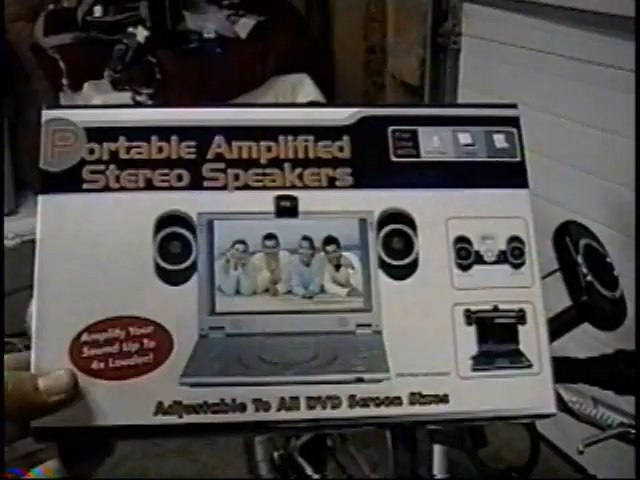 Portable Amplified
Stereo Speakers
Amplify Your
Sound Up To
4x Louder!
Adjustable To All DVD Screen Sizes